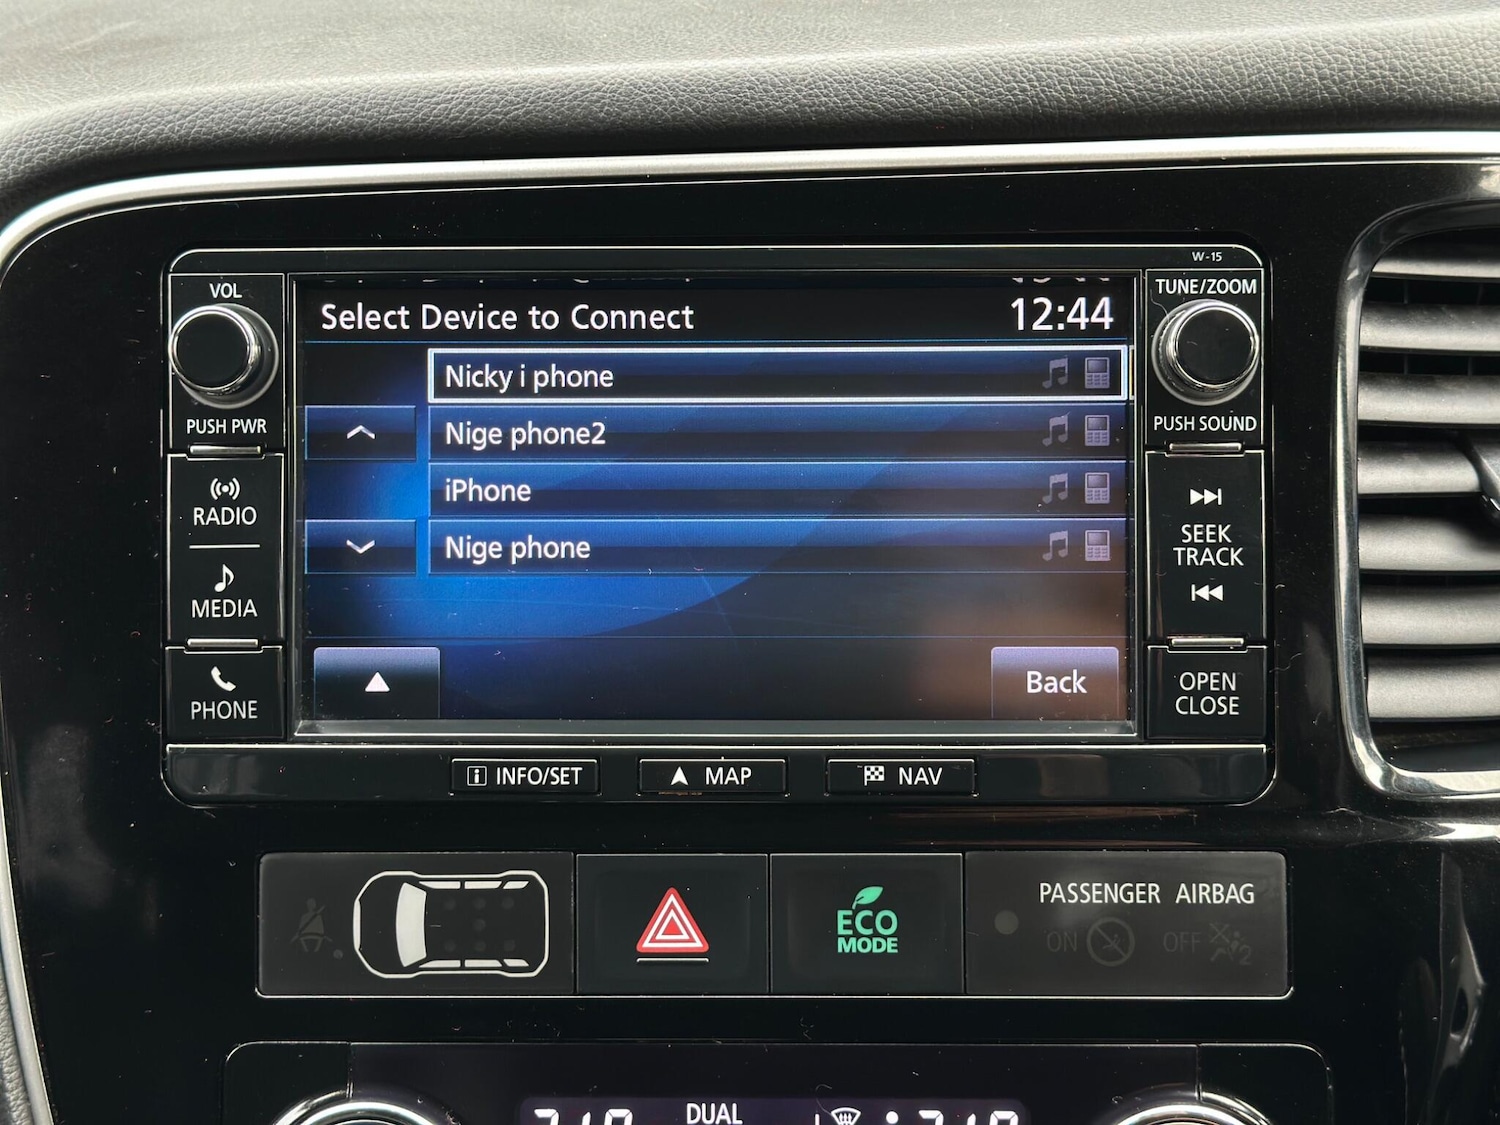 W-15
VOL
TUNE/ZOOM
Select Device to Connect
12:44
Nicky i phone
PUSH PWR
PUSH SOUND
Nige phone2
iPhone
RADIO
SEEK
TRACK
Nige phone
MEDIA
PHONE
Back
OPEN
CLOSE
i INFO/SET
MAP
NAV
PASSENGER AIRBAG
ECO
MODE
ON
OFF
2
DUAL